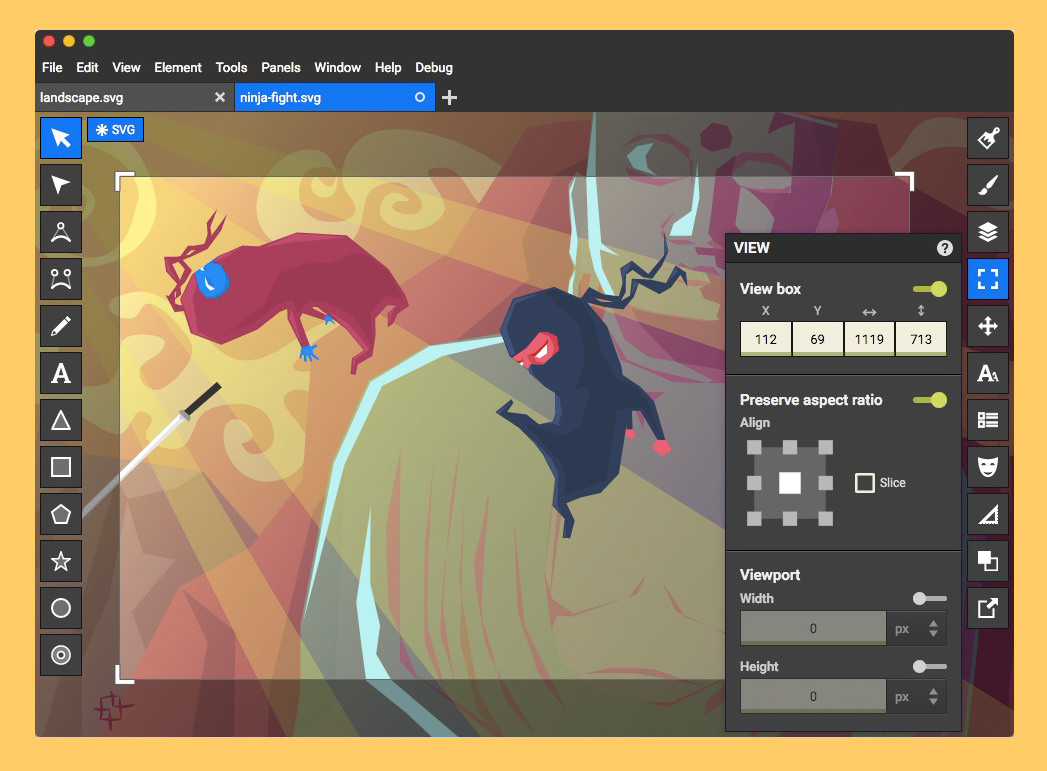 File Edit View Element Tools Panels Window Help Debug
landscape.svg
ninja-fight.svg
SVG
VIEW
?
View box
X Y
112 69 1119 713
Preserve aspect ratio
Align
Slice
Viewport
Width
0 px
Height
0 px
A
AA